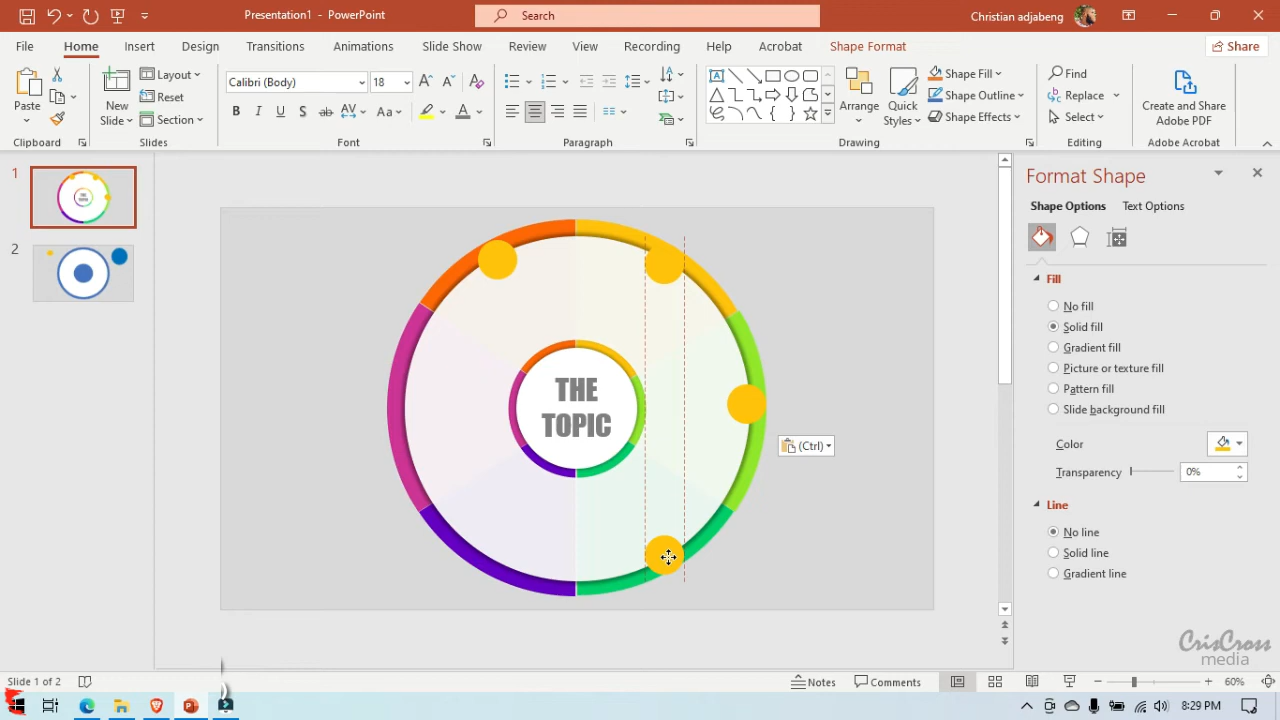 Presentation1 - PowerPoint
Search
Christian adjabeng
File Home Insert Design Transitions Animations Slide Show Review View Recording Help Acrobat Shape Format
Share
Paste
Clipboard
New
Slide
Layout
Reset
Section
Slides
Calibri (Body) 18
B I U S ab AV Aa A
Font
Paragraph
Arrange
Quick
Styles
Shape Fill
Shape Outline
Shape Effects
Drawing
Find
Replace
Select
Editing
Create and Share
Adobe PDF
Adobe Acrobat
1
2
THE
TOPIC
(Ctrl)
Format Shape
Shape Options Text Options
Fill
No fill
Solid fill
Gradient fill
Picture or texture fill
Pattern fill
Slide background fill
Color
Transparency 0%
Line
No line
Solid line
Gradient line
CrisCross
media
Slide 1 of 2
Notes
Comments
60%
8:29 PM